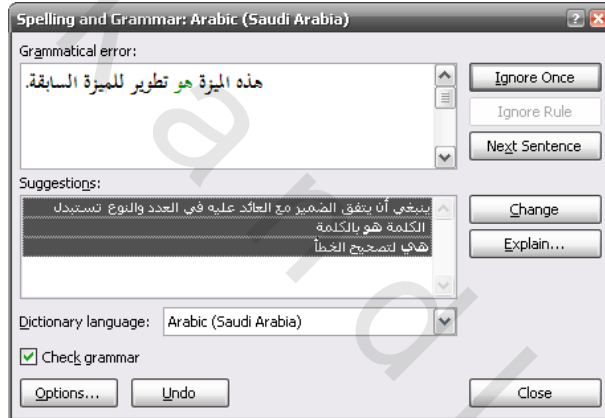 Spelling and Grammar: Arabic (Saudi Arabia)
Grammatical error:
هذه الميزة هو تطوير للميزة السابقة.
Ignore Once
Ignore Rule
Next Sentence
Suggestions:
ينبغي أن يتفق الضمير مع العائد عليه في العدد والنوع تستبدل
الكلمة هو بالكلمة
هي لتصحيح الخطأ
Change
Explain...
Dictionary language: Arabic (Saudi Arabia)
Check grammar
Options... Undo Close